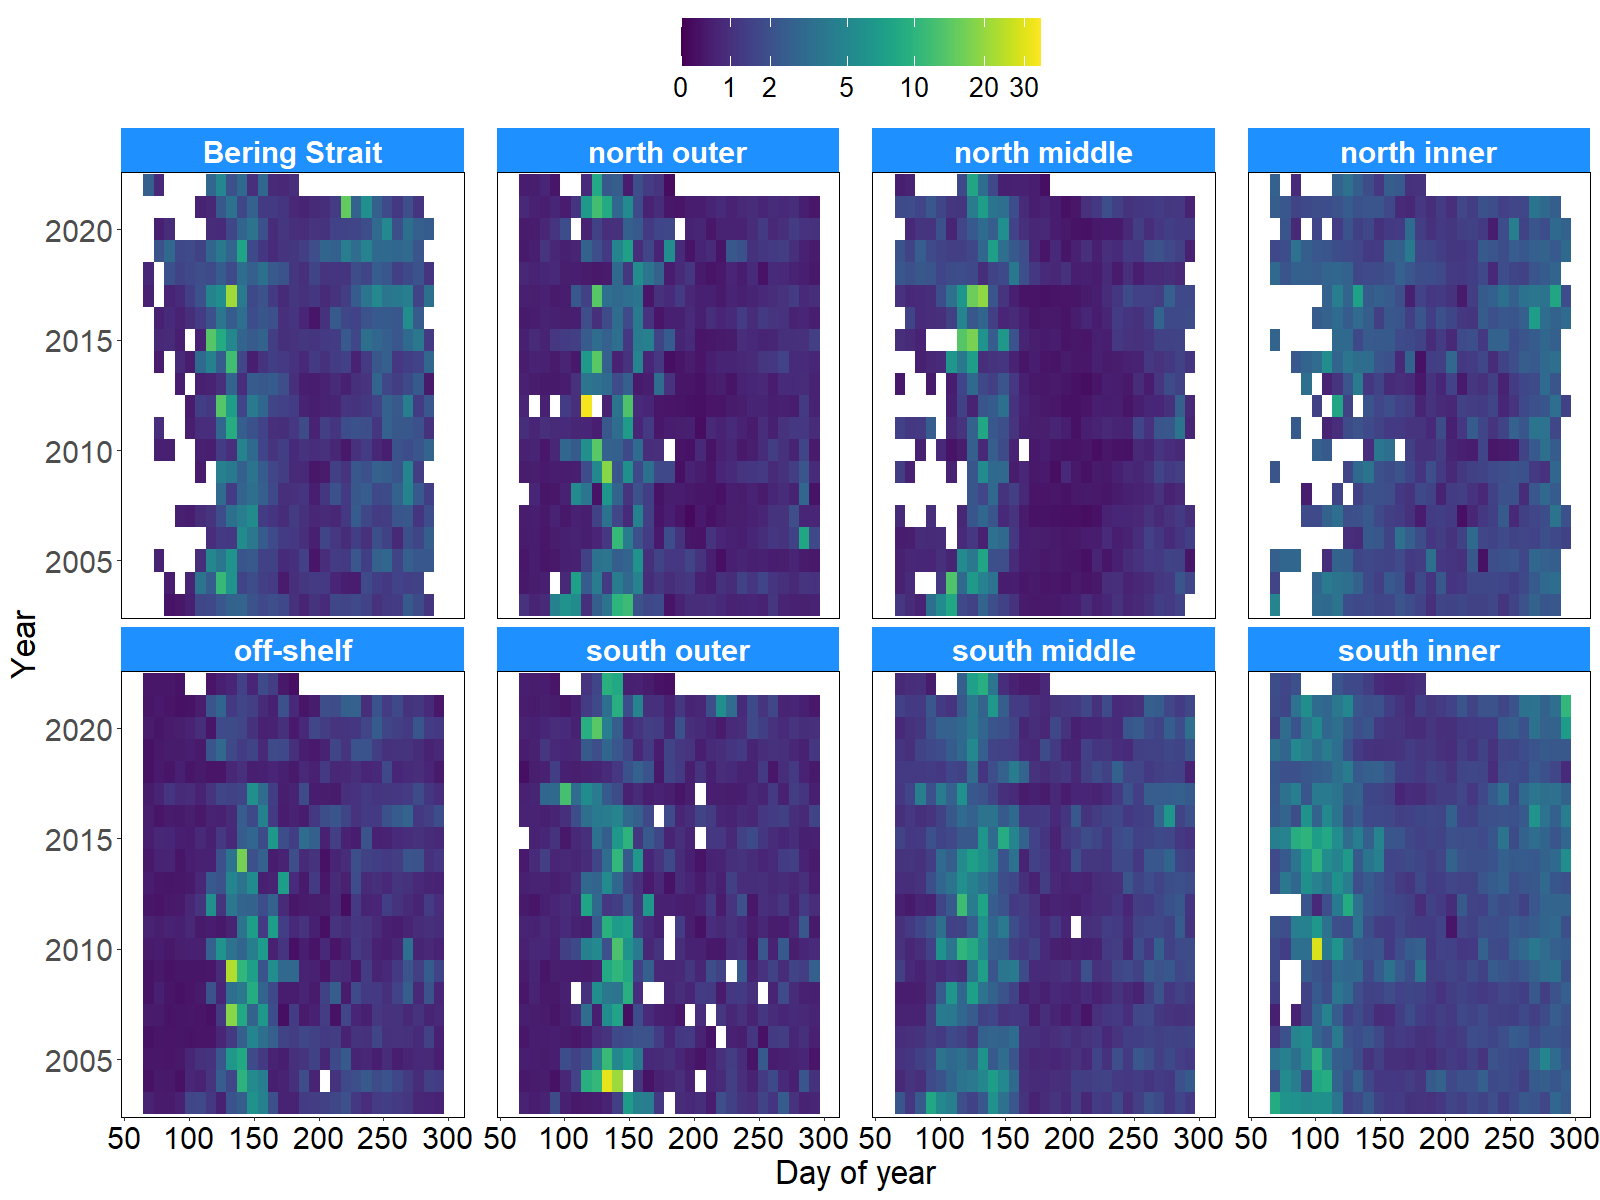 0 1 2 5 10 20 30
Bering Strait north outer north middle north inner
2020
2015
2010
2005
Year
off-shelf south outer south middle south inner
2020
2015
2010
2005
50 100 150 200 250 300 50 100 150 200 250 300 50 100 150 200 250 300 50 100 150 200 250 300
Day of year